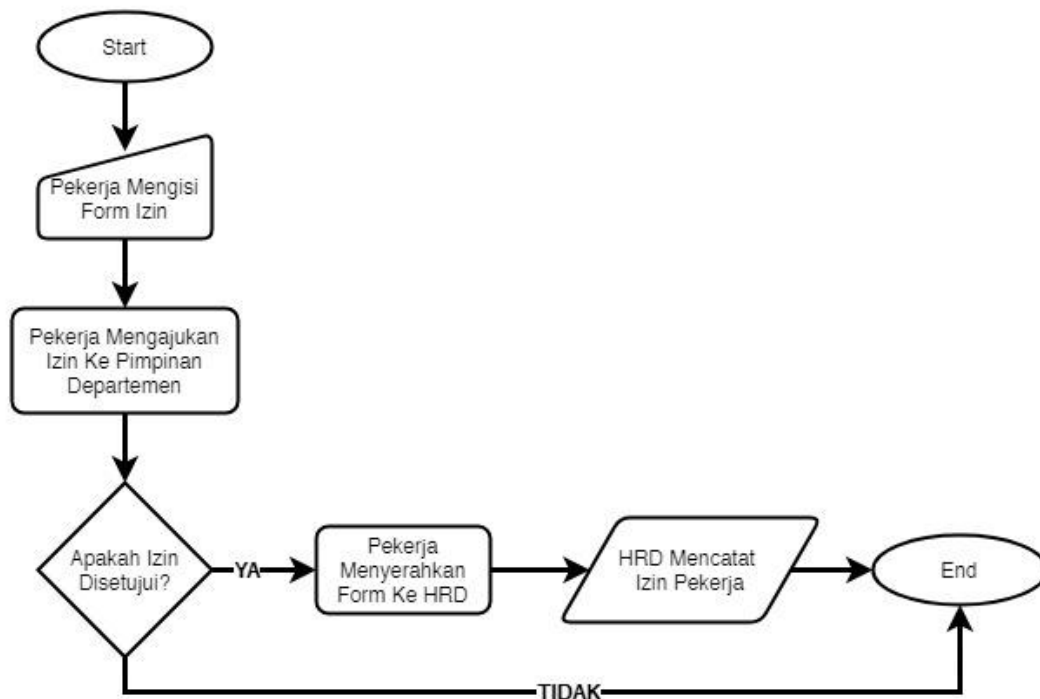 Start
Pekerja Mengisi
Form Izin
Pekerja Mengajukan
Izin Ke Pimpinan
Departemen
Apakah Izin
Disetujui?
YA
Pekerja
Menyerahkan
Form Ke HRD
HRD Mencatat
Izin Pekerja
End
TIDAK